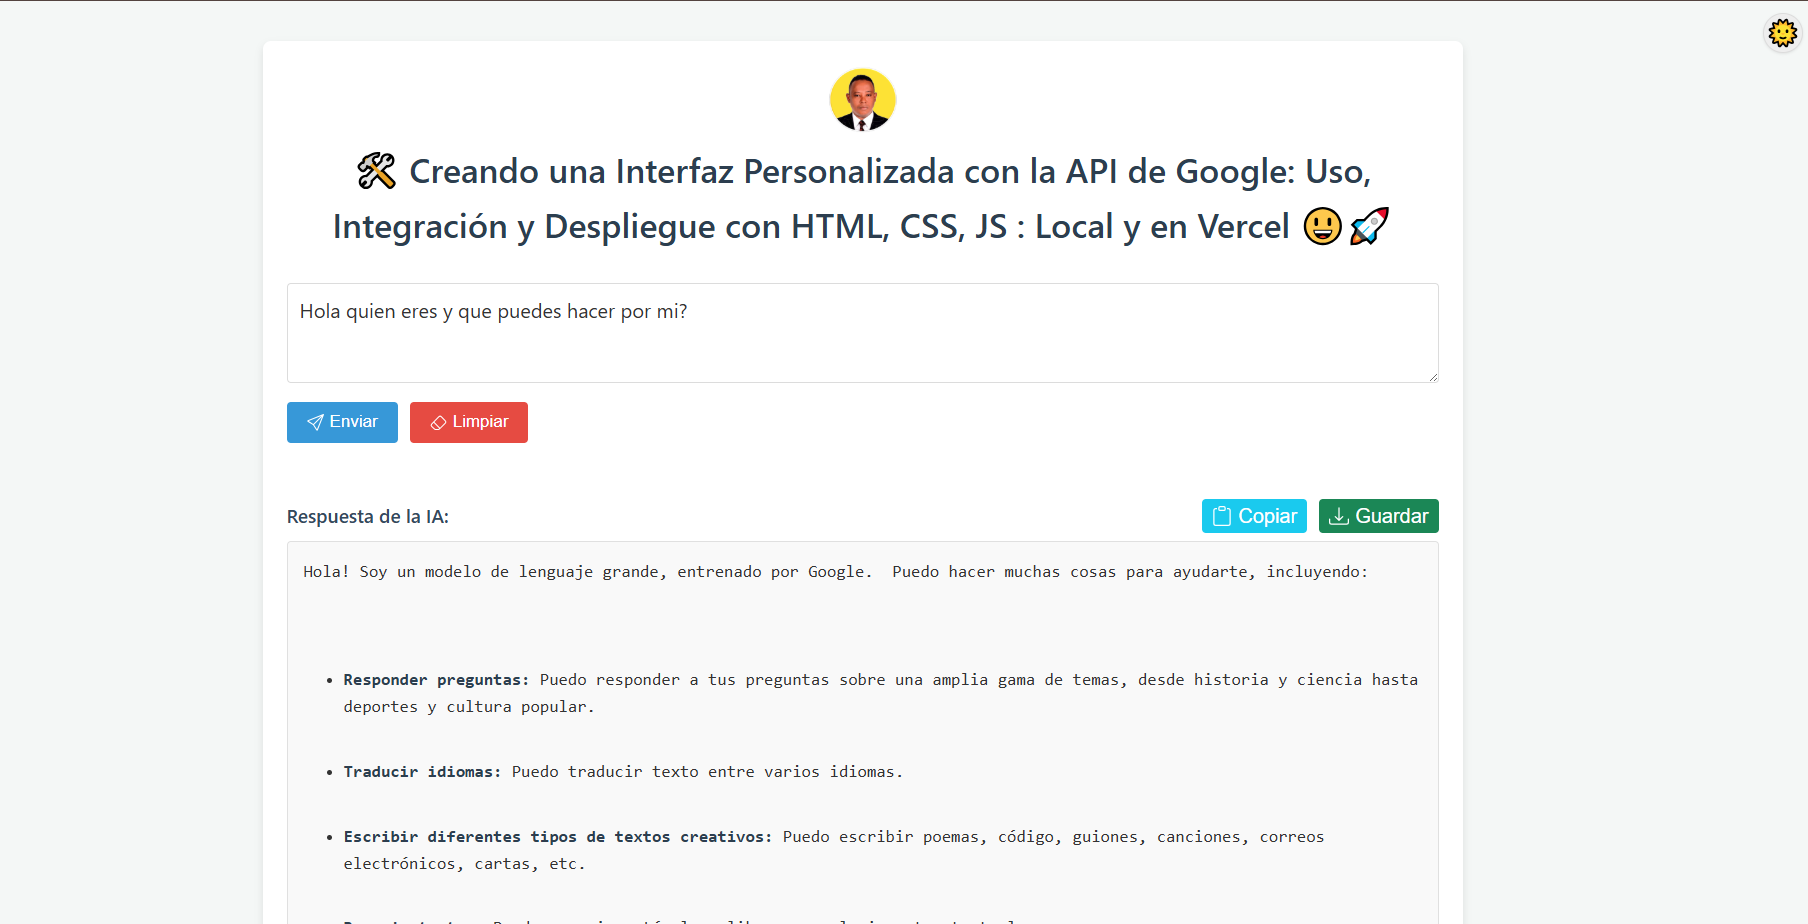 🛠 Creando una Interfaz Personalizada con la API de Google: Uso,
Integración y Despliegue con HTML, CSS, JS : Local y en Vercel 😃🚀
Hola quien eres y que puedes hacer por mi?
Enviar
Limpiar
Respuesta de la IA:
Copiar
Guardar
Hola! Soy un modelo de lenguaje grande, entrenado por Google.  Puedo hacer muchas cosas para ayudarte, incluyendo:
• Responder preguntas: Puedo responder a tus preguntas sobre una amplia gama de temas, desde historia y ciencia hasta
deportes y cultura popular.
• Traducir idiomas: Puedo traducir texto entre varios idiomas.
• Escribir diferentes tipos de textos creativos: Puedo escribir poemas, código, guiones, canciones, correos
electrónicos, cartas, etc.